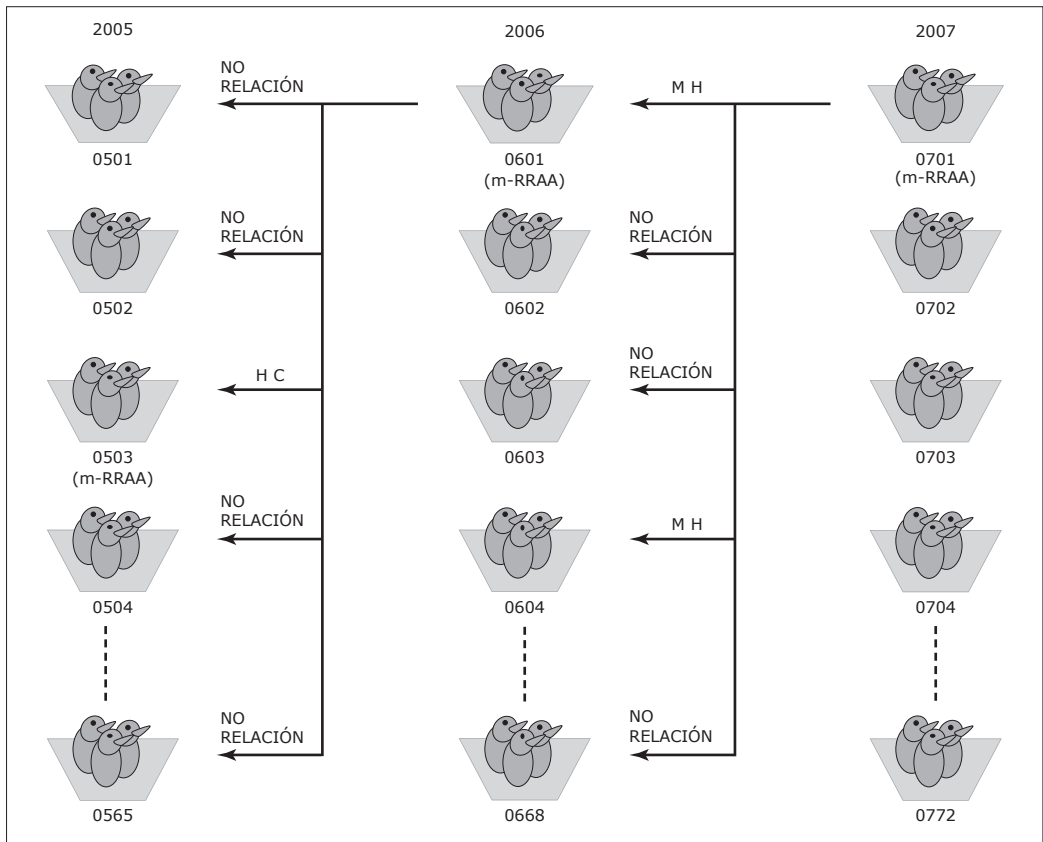 2005
2006
2007
NO
RELACIÓN
M H
0501
0601
(m-RRAA)
0701
(m-RRAA)
NO
RELACIÓN
NO
RELACIÓN
0502
0602
0702
H C
NO
RELACIÓN
0503
(m-RRAA)
0603
0703
NO
RELACIÓN
M H
0504
0604
0704
NO
RELACIÓN
NO
RELACIÓN
0565
0668
0772